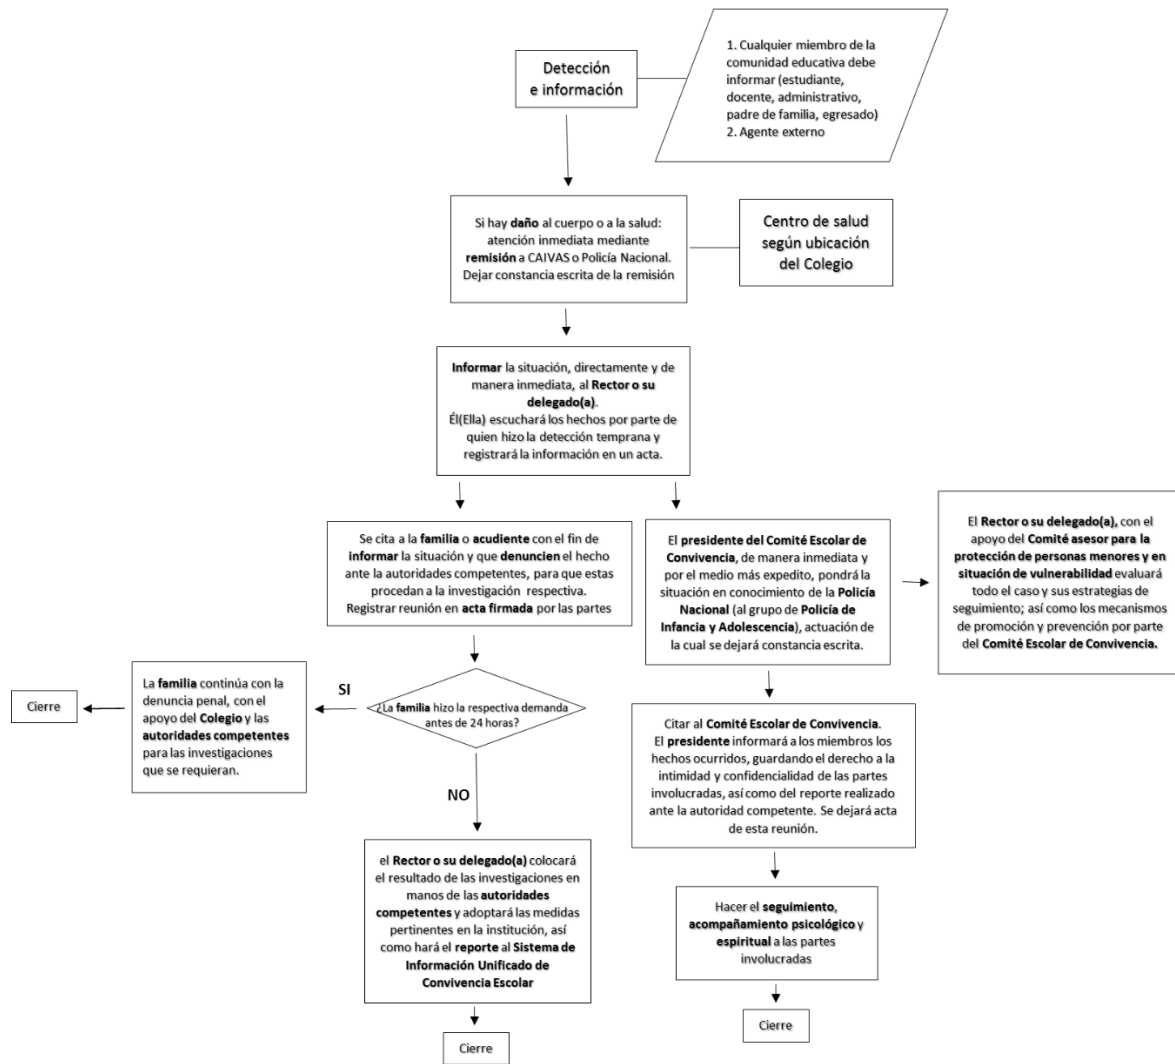 Detección
e información
1. Cualquier miembro de la
comunidad educativa debe
informar (estudiante,
docente, administrativo,
padre de familia, egresado)
2. Agente externo
Si hay daño al cuerpo o a la salud:
atención inmediata mediante
remisión a CAIVAS o Policía Nacional.
Dejar constancia escrita de la remisión
Centro de salud
según ubicación
del Colegio
Informar la situación, directamente y de
manera inmediata, al Rector o su
delegado(a).
Él(Ella) escuchará los hechos por parte de
quien hizo la detección temprana y
registrará la información en un acta.
Se cita a la familia o acudiente con el fin de
informar la situación y que denuncien el hecho
ante la autoridades competentes, para que estas
procedan a la investigación respectiva.
Registrar reunión en acta firmada por las partes
El presidente del Comité Escolar de
Convivencia, de manera inmediata y
por el medio más expedito, pondrá la
situación en conocimiento de la Policía
Nacional (al grupo de Policía de
Infancia y Adolescencia), actuación de
la cual se dejará constancia escrita.
El Rector o su delegado(a), con el
apoyo del Comité asesor para la
protección de personas menores y en
situación de vulnerabilidad evaluará
todo el caso y sus estrategias de
seguimiento; así como los mecanismos
de promoción y prevención por parte
del Comité Escolar de Convivencia.
¿La familia hizo la respectiva demanda
antes de 24 horas?
SI
La familia continúa con la
denuncia penal, con el
apoyo del Colegio y las
autoridades competentes
para las investigaciones
que se requieran.
Cierre
NO
el Rector o su delegado(a) colocará
el resultado de las investigaciones en
manos de las autoridades
competentes y adoptará las medidas
pertinentes en la institución, así
como hará el reporte al Sistema de
Información Unificado de
Convivencia Escolar
Cierre
Citar al Comité Escolar de Convivencia.
El presidente informará a los miembros los
hechos ocurridos, guardando el derecho a la
intimidad y confidencialidad de las partes
involucradas, así como del reporte realizado
ante la autoridad competente. Se dejará acta
de esta reunión.
Hacer el seguimiento,
acompañamiento psicológico y
espiritual a las partes
involucradas
Cierre